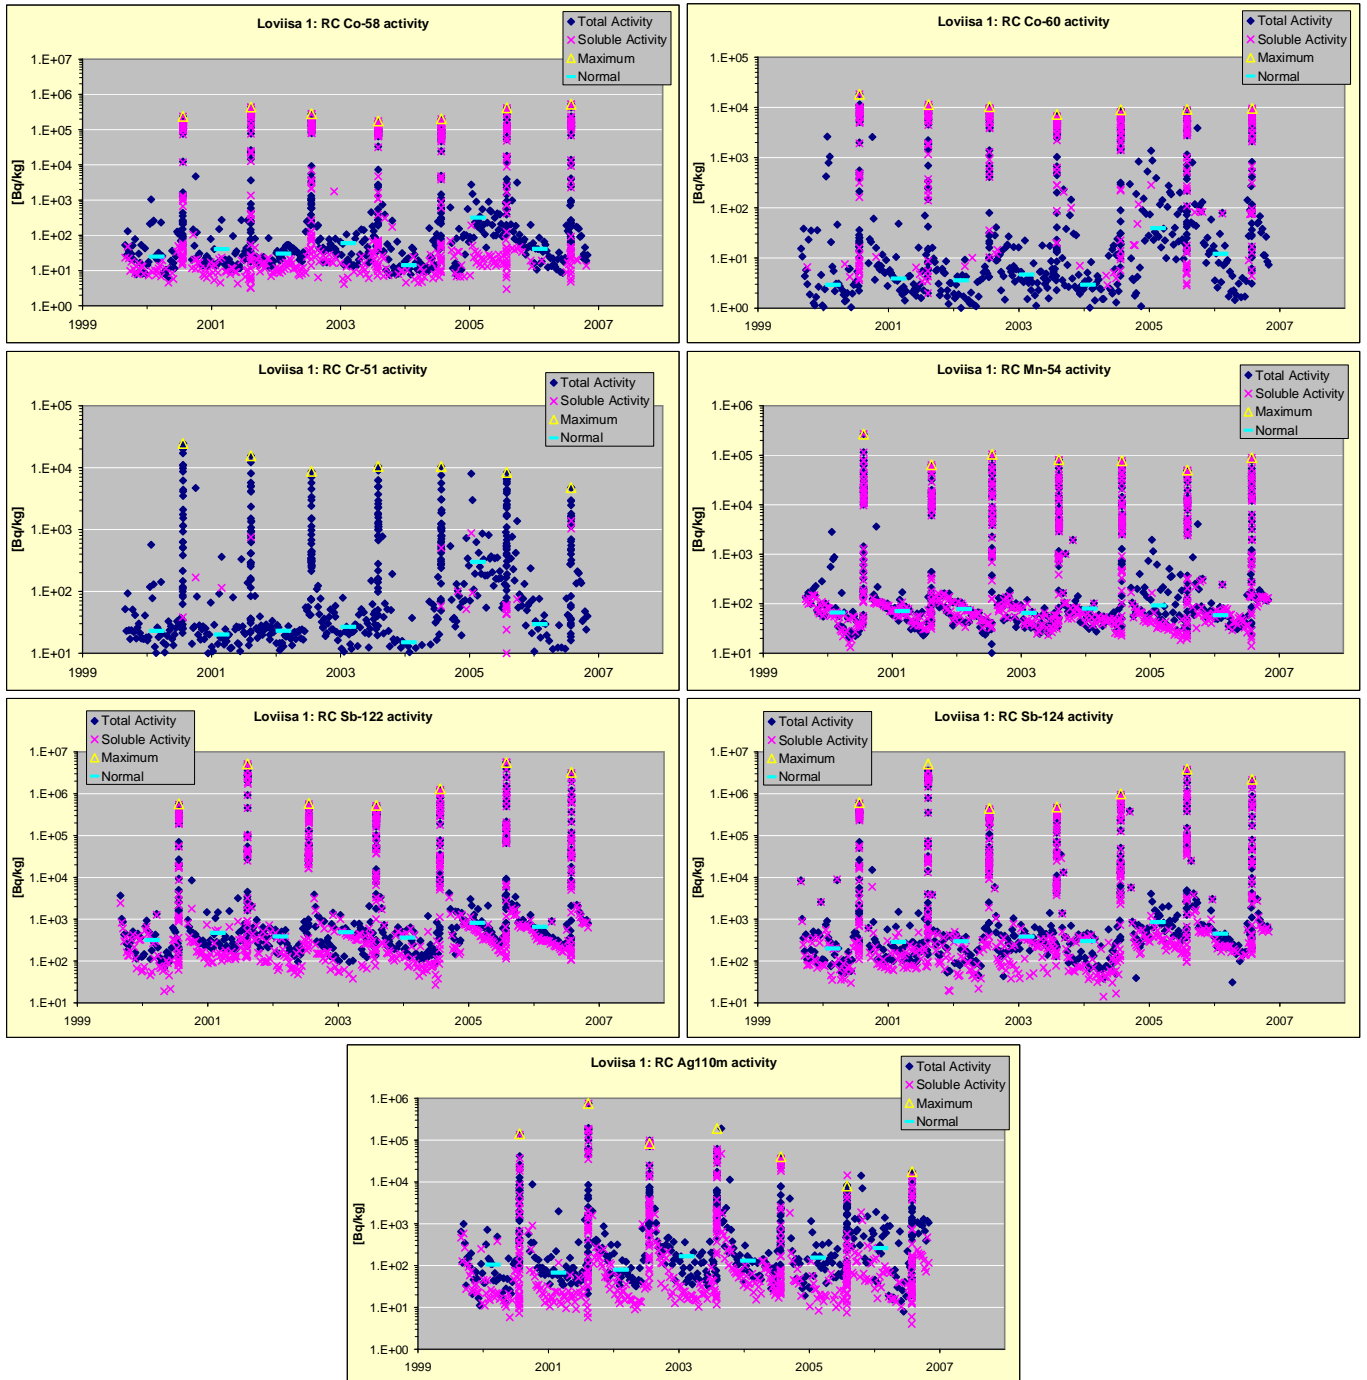 Loviisa 1: RC Co-58 activity
Total Activity
Soluble Activity
Maximum
Normal
[Bq/kg]
1.E+07
1.E+06
1.E+05
1.E+04
1.E+03
1.E+02
1.E+01
1.E+00
1999 2001 2003 2005 2007
Loviisa 1: RC Co-60 activity
Total Activity
Soluble Activity
Maximum
Normal
[Bq/kg]
1.E+05
1.E+04
1.E+03
1.E+02
1.E+01
1.E+00
1999 2001 2003 2005 2007
Loviisa 1: RC Cr-51 activity
Total Activity
Soluble Activity
Maximum
Normal
[Bq/kg]
1.E+05
1.E+04
1.E+03
1.E+02
1.E+01
1999 2001 2003 2005 2007
Loviisa 1: RC Mn-54 activity
Total Activity
Soluble Activity
Maximum
Normal
[Bq/kg]
1.E+06
1.E+05
1.E+04
1.E+03
1.E+02
1.E+01
1999 2001 2003 2005 2007
Loviisa 1: RC Sb-122 activity
Total Activity
Soluble Activity
Maximum
Normal
[Bq/kg]
1.E+07
1.E+06
1.E+05
1.E+04
1.E+03
1.E+02
1.E+01
1999 2001 2003 2005 2007
Loviisa 1: RC Sb-124 activity
Total Activity
Soluble Activity
Maximum
Normal
[Bq/kg]
1.E+07
1.E+06
1.E+05
1.E+04
1.E+03
1.E+02
1.E+01
1999 2001 2003 2005 2007
Loviisa 1: RC Ag110m activity
Total Activity
Soluble Activity
Maximum
Normal
[Bq/kg]
1.E+06
1.E+05
1.E+04
1.E+03
1.E+02
1.E+01
1.E+00
1999 2001 2003 2005 2007